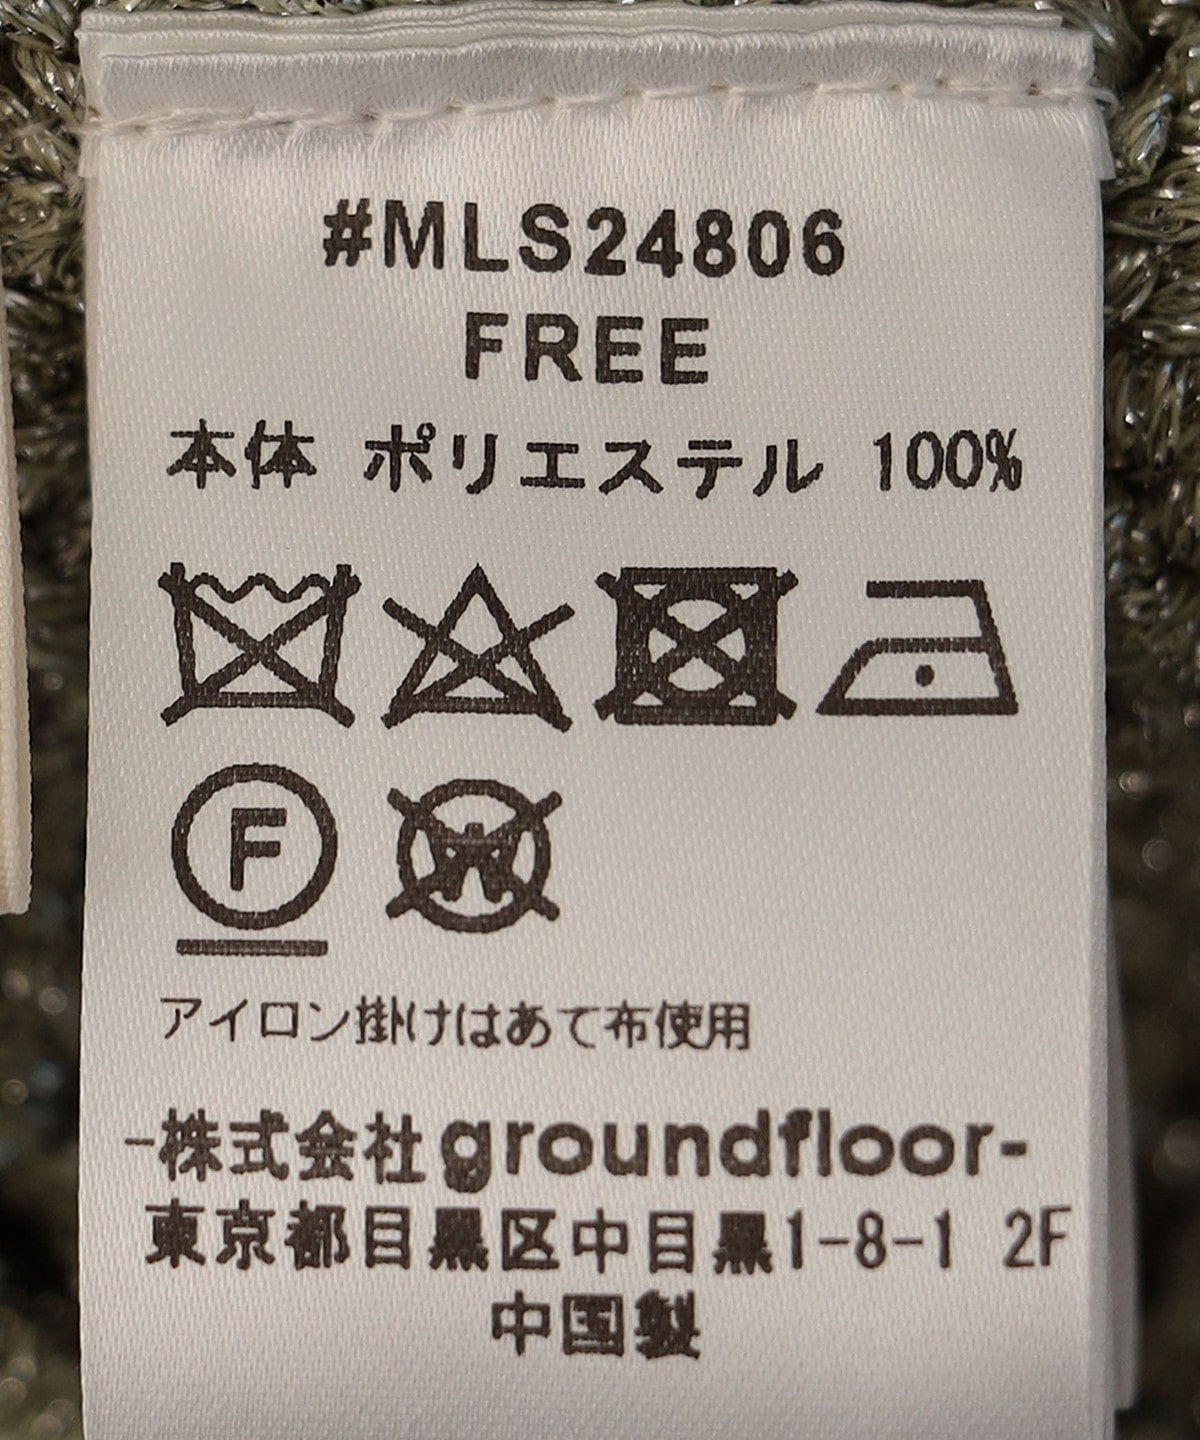 #MLS24806
FREE
本体 ポリエステル 100%
F
アイロン掛けはあて布使用
-株式会社groundfloor-
東京都目黒区中目黒1-8-1 2F
中国製